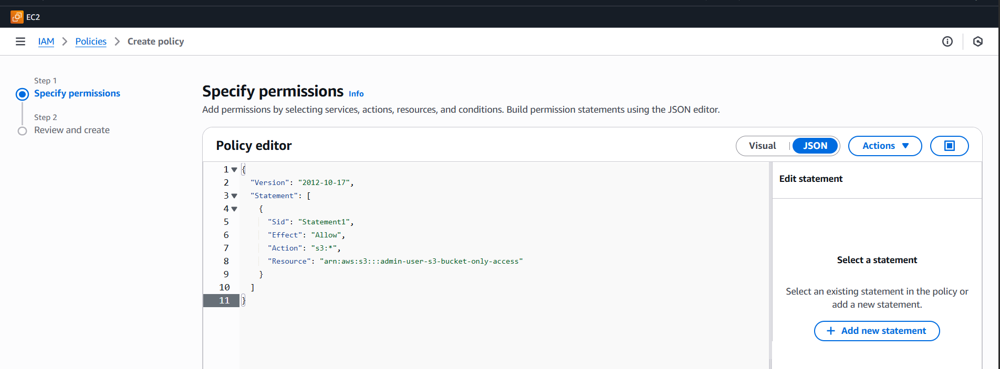 EC2
IAM > Policies > Create policy
Step 1
Specify permissions
Step 2
Review and create
Specify permissions Info
Add permissions by selecting services, actions, resources, and conditions. Build permission statements using the JSON editor.
Policy editor
Visual | JSON
Actions
1 {
2 "Version": "2012-10-17",
3 "Statement": [
4 {
5 "Sid": "Statement1",
6 "Effect": "Allow",
7 "Action": "s3:*",
8 "Resource": "arn:aws:s3:::admin-user-s3-bucket-only-access"
9 }
10 ]
11 }
Edit statement
Select a statement
Select an existing statement in the policy or
add a new statement.
+ Add new statement